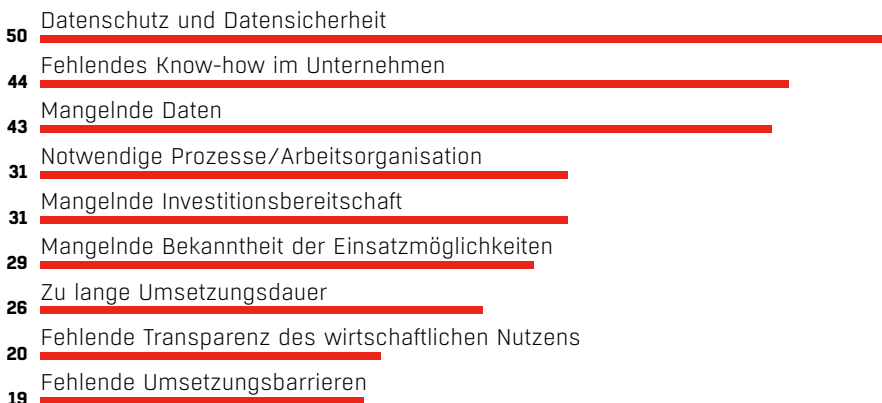 Datenschutz und Datensicherheit
50
Fehlendes Know-how im Unternehmen
44
Mangelnde Daten
43
Notwendige Prozesse/Arbeitsorganisation
31
Mangelnde Investitionsbereitschaft
31
Mangelnde Bekanntheit der Einsatzmöglichkeiten
29
Zu lange Umsetzungsdauer
26
Fehlende Transparenz des wirtschaftlichen Nutzens
20
Fehlende Umsetzungsbarrieren
19